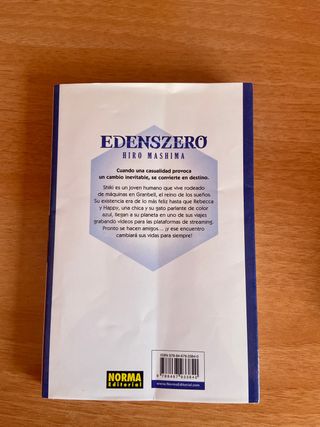 EDENSZERO
HIRO MASHIMA
Cuando una casualidad provoca
un cambio inevitable, se convierte en destino.
Shiki es un joven humano que vive rodeado
de máquinas en Granbell, el reino de los sueños.
Su existencia era de lo más feliz hasta que Rebecca
y Happy, una chica y su gato parlante de color
azul, llegan a su planeta en uno de sus viajes
grabando vídeos para las plataformas de streaming.
Pronto se hacen amigos... ¡y ese encuentro
cambiará sus vidas para siempre!
NORMA
Editorial
www.NormaEditorial.com